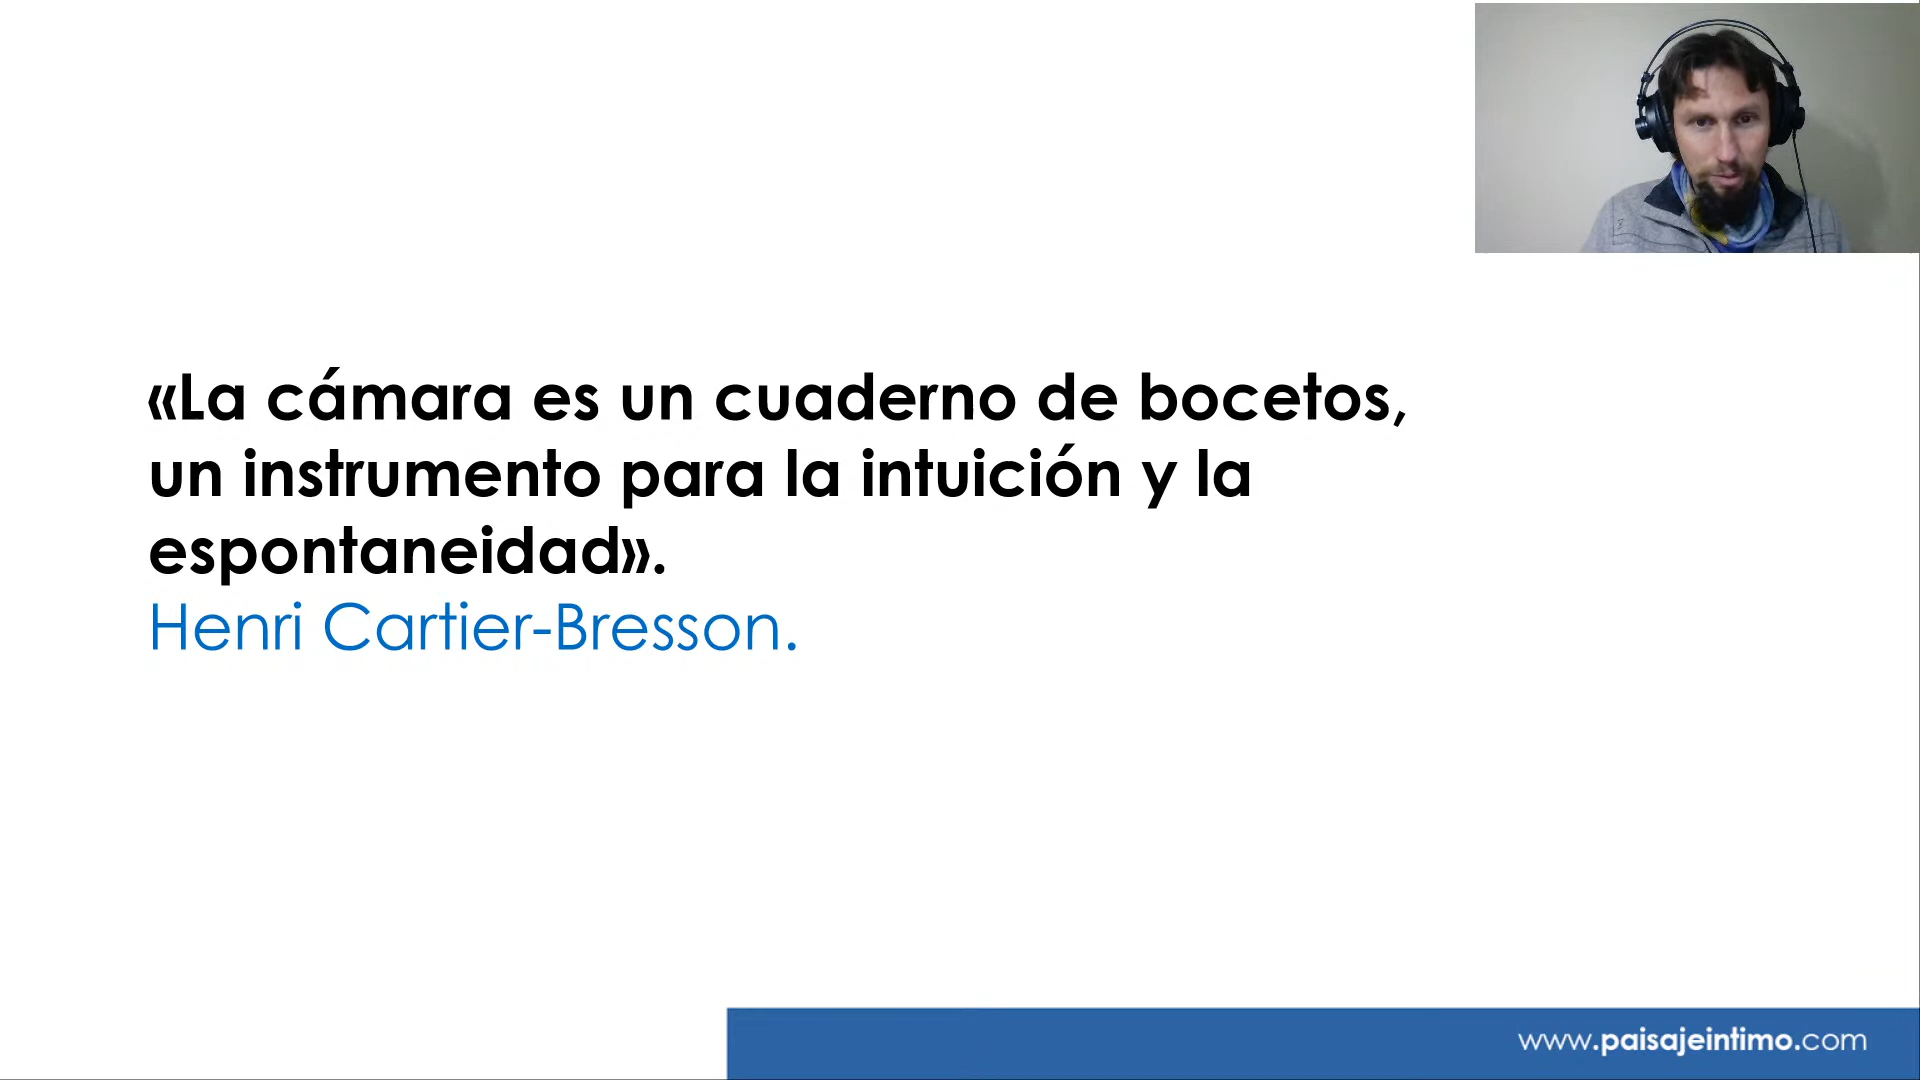 «La cámara es un cuaderno de bocetos,
un instrumento para la intuición y la
espontaneidad».
Henri Cartier-Bresson.
www.paisajeintimo.com